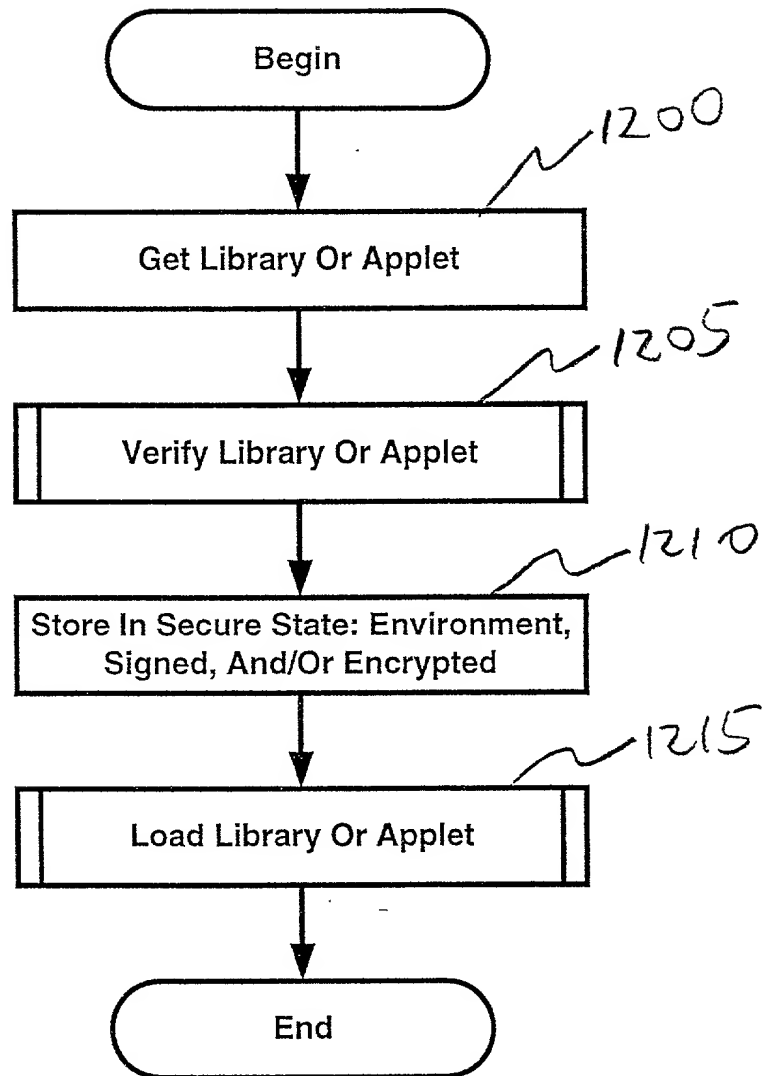 Begin
1200
Get Library Or Applet
1205
Verify Library Or Applet
1210
Store In Secure State: Environment,
Signed, And/Or Encrypted
1215
Load Library Or Applet
End